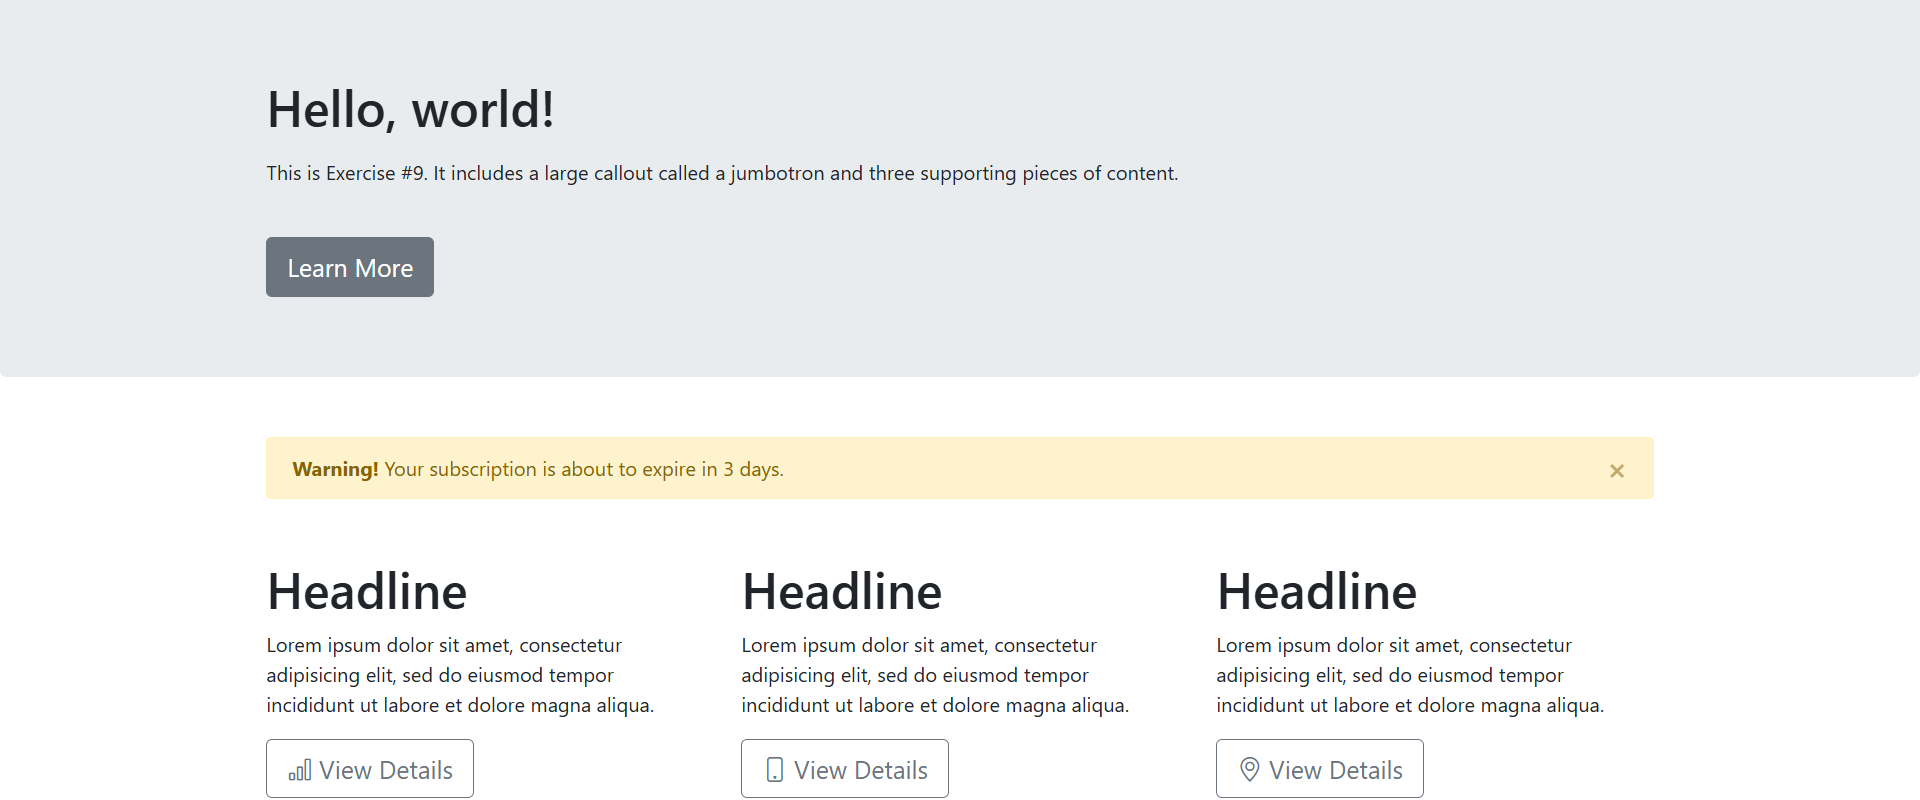 Hello, world!
This is Exercise #9. It includes a large callout called a jumbotron and three supporting pieces of content.
Learn More
Warning! Your subscription is about to expire in 3 days.
Headline
Lorem ipsum dolor sit amet, consectetur
adipisicing elit, sed do eiusmod tempor
incididunt ut labore et dolore magna aliqua.
View Details
Headline
Lorem ipsum dolor sit amet, consectetur
adipisicing elit, sed do eiusmod tempor
incididunt ut labore et dolore magna aliqua.
View Details
Headline
Lorem ipsum dolor sit amet, consectetur
adipisicing elit, sed do eiusmod tempor
incididunt ut labore et dolore magna aliqua.
View Details